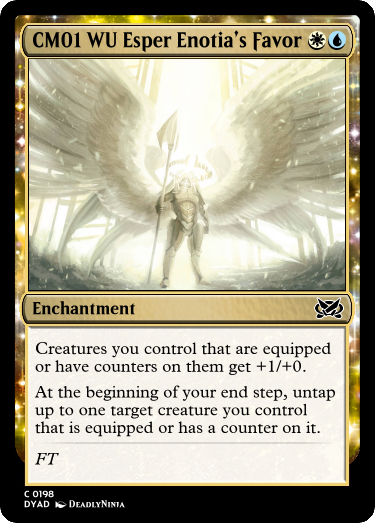 CM01 WU Esper Enotia's Favor
Enchantment
Creatures you control that are equipped
or have counters on them get +1/+0.
At the beginning of your end step, untap
up to one target creature you control
that is equipped or has a counter on it.
FT
C 0198
DYAD DeadlyNinja